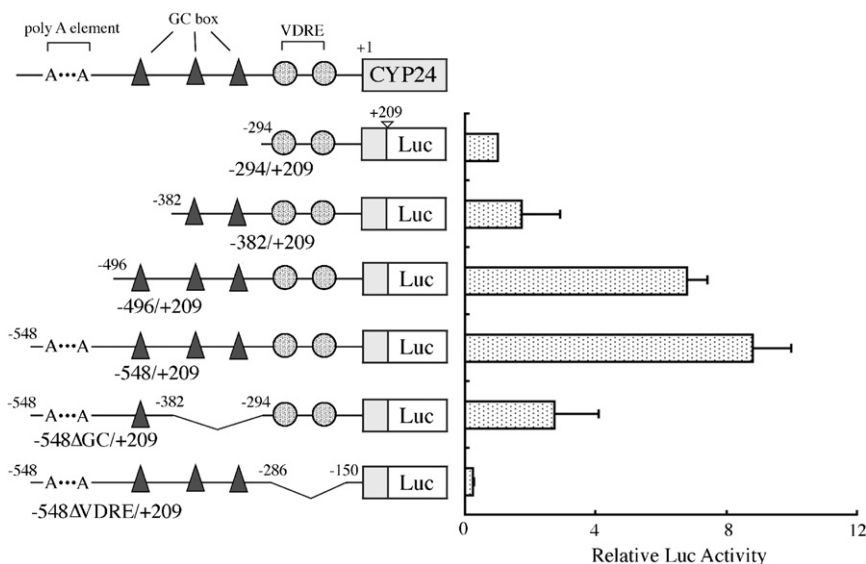 poly A element
GC box
VDRE
+1
A•••A
CYP24
-294
+209
Luc
-294/+209
-382
Luc
-382/+209
-496
Luc
-496/+209
-548
A•••A
Luc
-548/+209
-548
A•••A
-382
-294
Luc
-548ΔGC/+209
-548
A•••A
-286
-150
Luc
-548ΔVDRE/+209
0
4
8
12
Relative Luc Activity